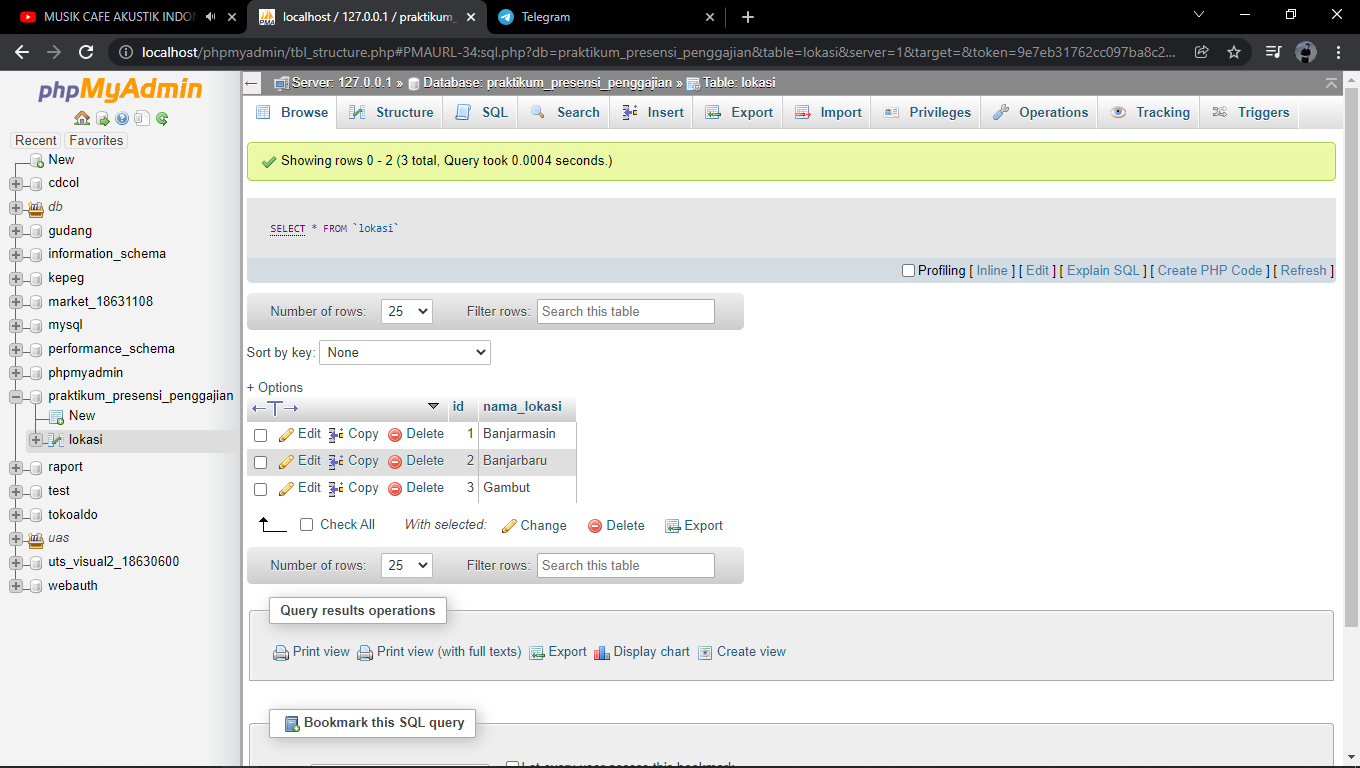 MUSIK CAFE AKUSTIK INDON
localhost / 127.0.0.1 / praktikum_
Telegram
localhost/phpmyadmin/tbl_structure.php#PMAURL-34:sql.php?db=praktikum_presensi_penggajian&table=lokasi&server=1&target=&token=9e7eb31762cc097ba8c2...
phpMyAdmin
Recent Favorites
New
cdcol
db
gudang
information_schema
kepeg
market_18631108
mysql
performance_schema
phpmyadmin
praktikum_presensi_penggajian
New
lokasi
raport
test
tokoaldo
uas
uts_visual2_18630600
webauth
Server: 127.0.0.1 » Database: praktikum_presensi_penggajian » Table: lokasi
Browse Structure SQL Search Insert Export Import Privileges Operations Tracking Triggers
Showing rows 0 - 2 (3 total, Query took 0.0004 seconds.)
SELECT * FROM `lokasi`
Profiling [ Inline ] [ Edit ] [ Explain SQL ] [ Create PHP Code ] [ Refresh ]
Number of rows: 25 Filter rows: Search this table
Sort by key: None
+ Options
id nama_lokasi
Edit Copy Delete 1 Banjarmasin
Edit Copy Delete 2 Banjarbaru
Edit Copy Delete 3 Gambut
Check All With selected: Change Delete Export
Number of rows: 25 Filter rows: Search this table
Query results operations
Print view Print view (with full texts) Export Display chart Create view
Bookmark this SQL query
Let every user access this bookmark